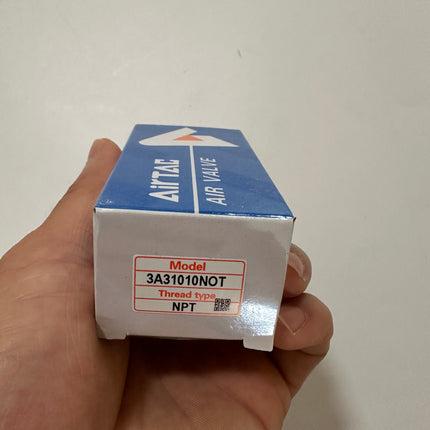 AirTAC
AIR VALVE
Model
3A31010NOT
Thread type
NPT